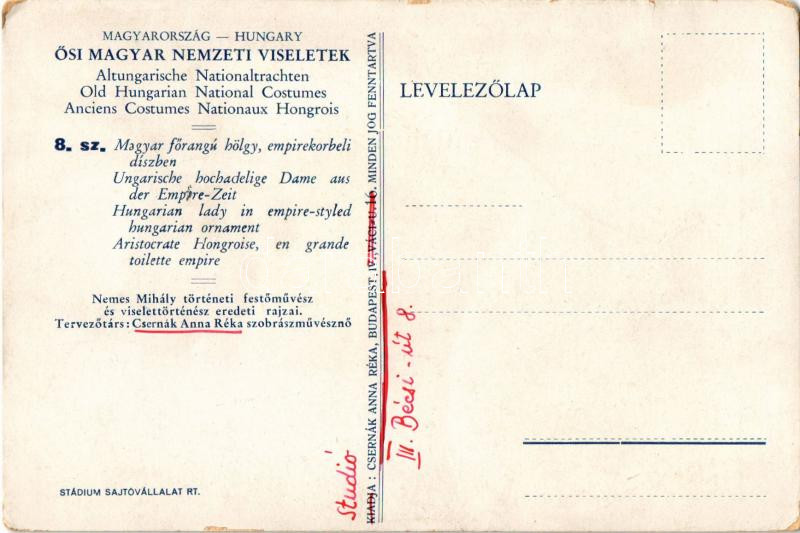 MAGYARORSZÁG — HUNGARY
ŐSI MAGYAR NEMZETI VISELETEK
Altungarische Nationaltrachten
Old Hungarian National Costumes
Anciens Costumes Nationaux Hongrois
8. sz. Magyar főrangú hölgy, empirekorbeli
díszben
Ungarische hochadelige Dame aus
der Empire-Zeit
Hungarian lady in empire-styled
hungarian ornament
Aristocrate Hongroise, en grande
toilette empire
Nemes Mihály történeti festőművész
és viselettörténész eredeti rajzai.
Tervezőtárs: Csernák Anna Réka szobrászművésznő
STÁDIUM SAJTÓVÁLLALAT RT.
Studió
KIADJA: CSERNÁK ANNA RÉKA, BUDAPEST, IV., VÁCI-U. 16. MINDEN JOG FENNTARTVA
III. Bécsi-út 8.
LEVELEZŐLAP